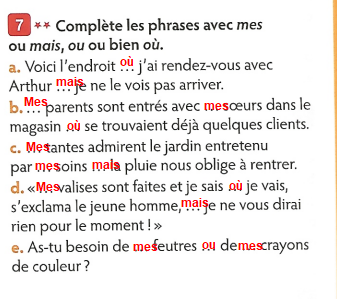 7 ** Complète les phrases avec mes
ou mais, ou ou bien où.
a. Voici l'endroit où j'ai rendez-vous avec
Arthur mais je ne le vois pas arriver.
b. Mes parents sont entrés avec mes sœurs dans le
magasin où se trouvaient déjà quelques clients.
c. Mes tantes admirent le jardin entretenu
par mes soins mais la pluie nous oblige à rentrer.
d. « Mes valises sont faites et je sais où je vais,
s'exclama le jeune homme, mais je ne vous dirai
rien pour le moment ! »
e. As-tu besoin de mes feutres ou de mes crayons
de couleur ?